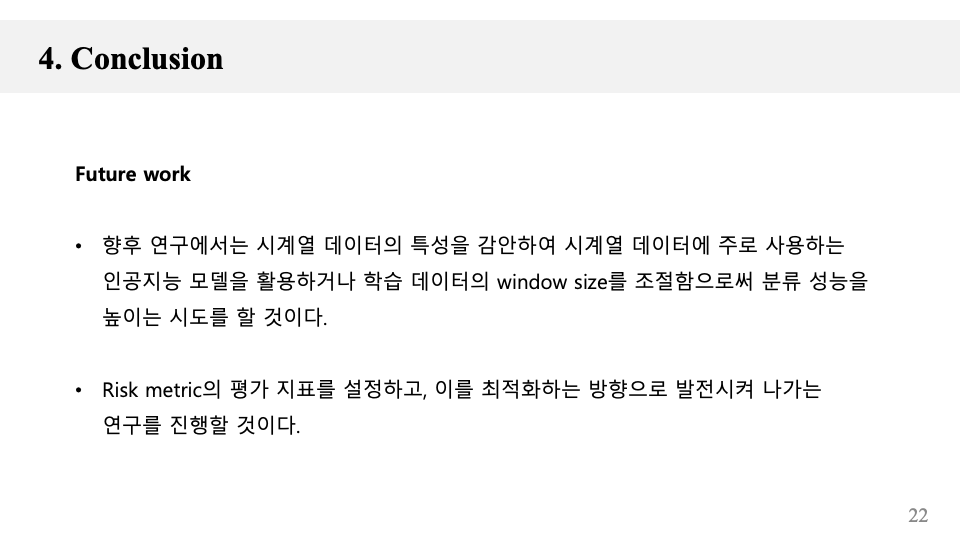 4. Conclusion
Future work
• 향후 연구에서는 시계열 데이터의 특성을 감안하여 시계열 데이터에 주로 사용하는
인공지능 모델을 활용하거나 학습 데이터의 window size를 조절함으로써 분류 성능을
높이는 시도를 할 것이다.
• Risk metric의 평가 지표를 설정하고, 이를 최적화하는 방향으로 발전시켜 나가는
연구를 진행할 것이다.
22